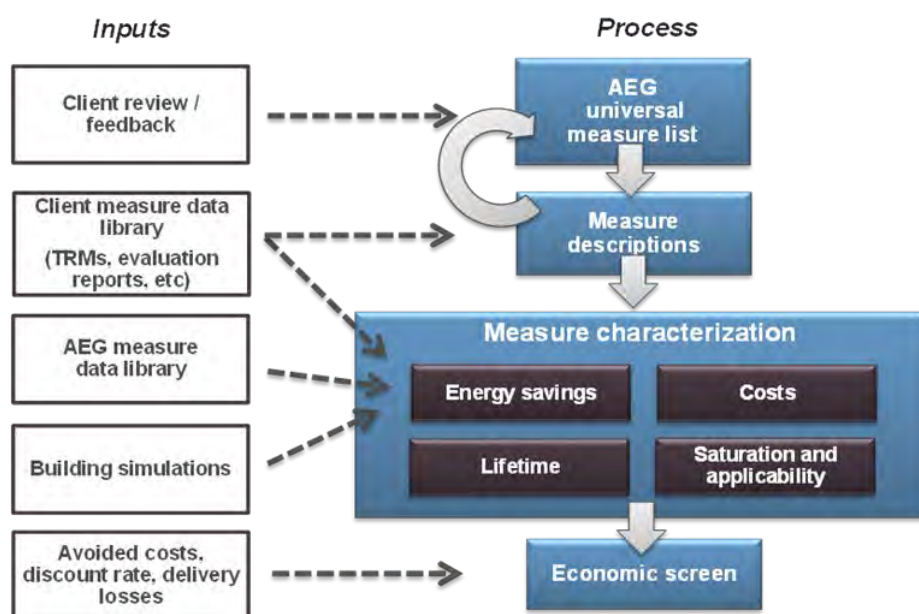 Inputs
Process
Client review /
feedback
AEG
universal
measure list
Client measure data
library
(TRMs, evaluation
reports, etc)
Measure
descriptions
AEG measure
data library
Measure characterization
Energy savings
Costs
Building simulations
Lifetime
Saturation and
applicability
Avoided costs,
discount rate, delivery
losses
Economic screen